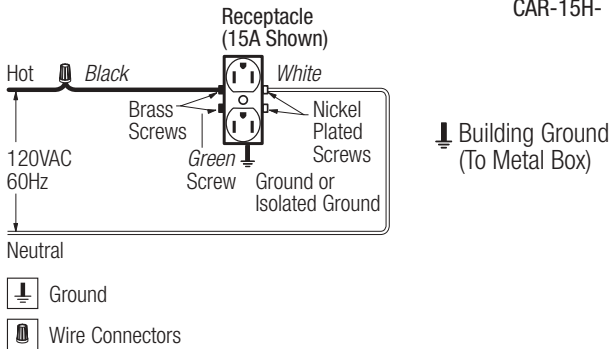 CAR-15H-
Receptacle
(15A Shown)
Hot
Black
White
Brass
Screws
Nickel
Plated
Screws
Green
Screw
Ground or
Isolated Ground
120VAC
60Hz
Neutral
Building Ground
(To Metal Box)
Ground
Wire Connectors